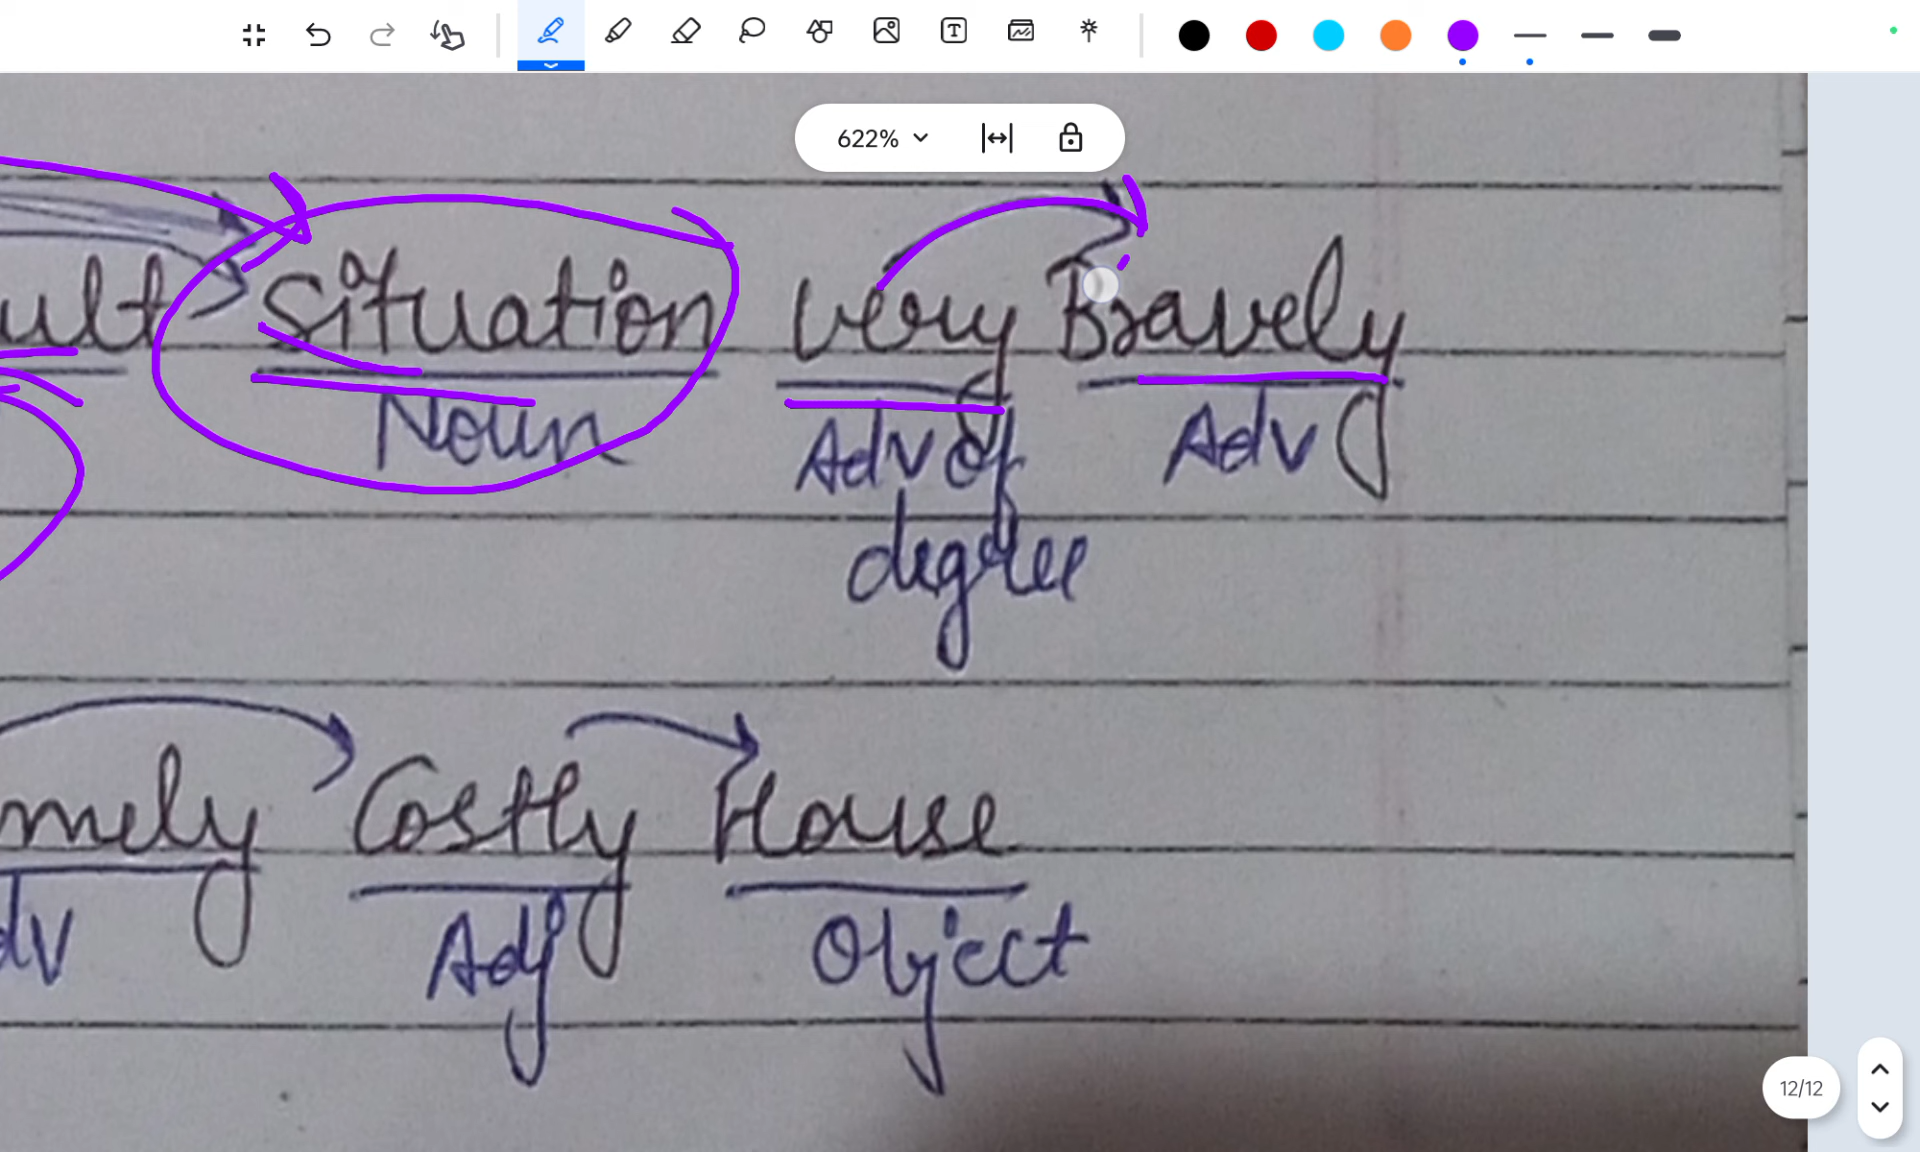 622%
ult Situation Very Bravely
Noun Adv of Adv
degree
mely Costly House
dv Adj Object
12/12